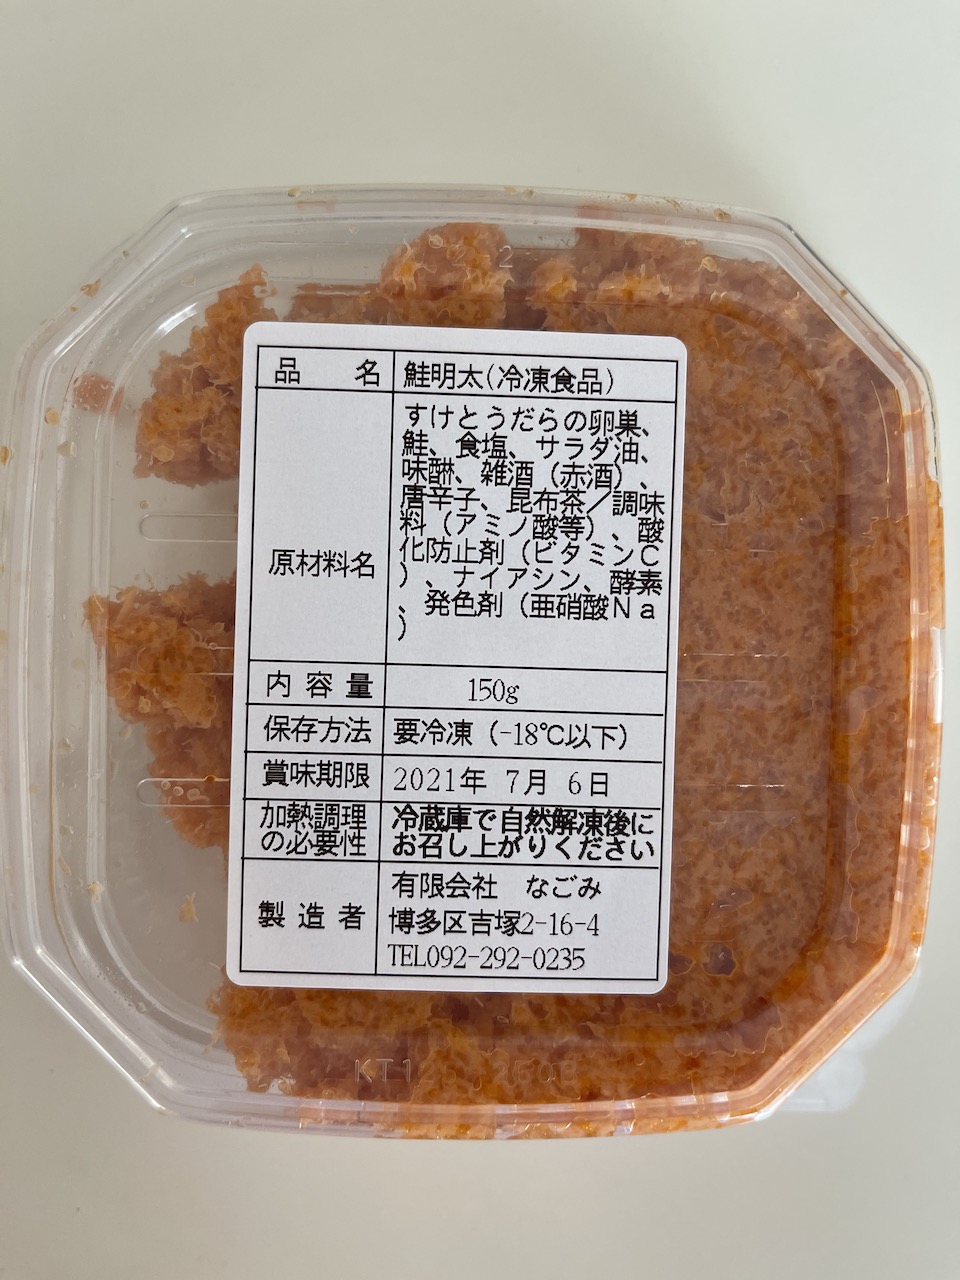 品 名 鮭明太(冷凍食品)
原材料名
すけとうだらの卵巣、
鮭、食塩、サラダ油、
味醂、雑酒(赤酒)、
唐辛子、昆布茶/調味
料(アミノ酸等)、酸
化防止剤(ビタミンC
)、ナイアシン、酵素
、発色剤(亜硝酸Na
)
内容量 150g
保存方法 要冷凍(-18℃以下)
賞味期限 2021年 7月 6日
加熱調理
の必要性
冷蔵庫で自然解凍後に
お召し上がりください
製造者
有限会社 なごみ
博多区吉塚2-16-4
TEL092-292-0235